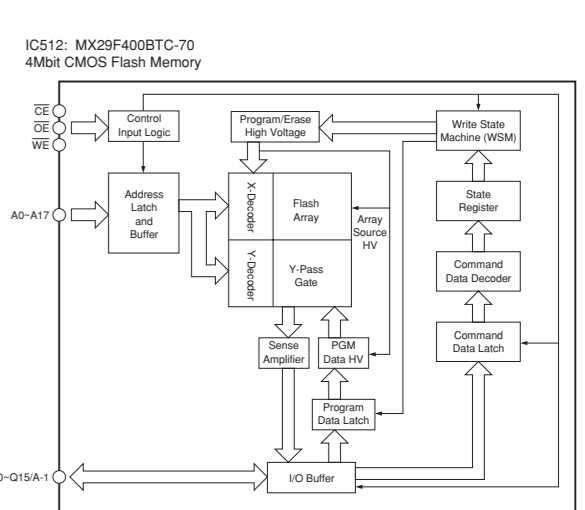 IC512: MX29F400BTC-70
4Mbit CMOS Flash Memory
CE
OE
WE
Control
Input Logic
Program/Erase
High Voltage
Write State
Machine (WSM)
A0~A17
Address
Latch
and
Buffer
X-Decoder
Flash
Array
Array
Source
HV
State
Register
Y-Decoder
Y-Pass
Gate
Command
Data Decoder
Sense
Amplifier
PGM
Data HV
Command
Data Latch
Program
Data Latch
0~Q15/A-1
I/O Buffer